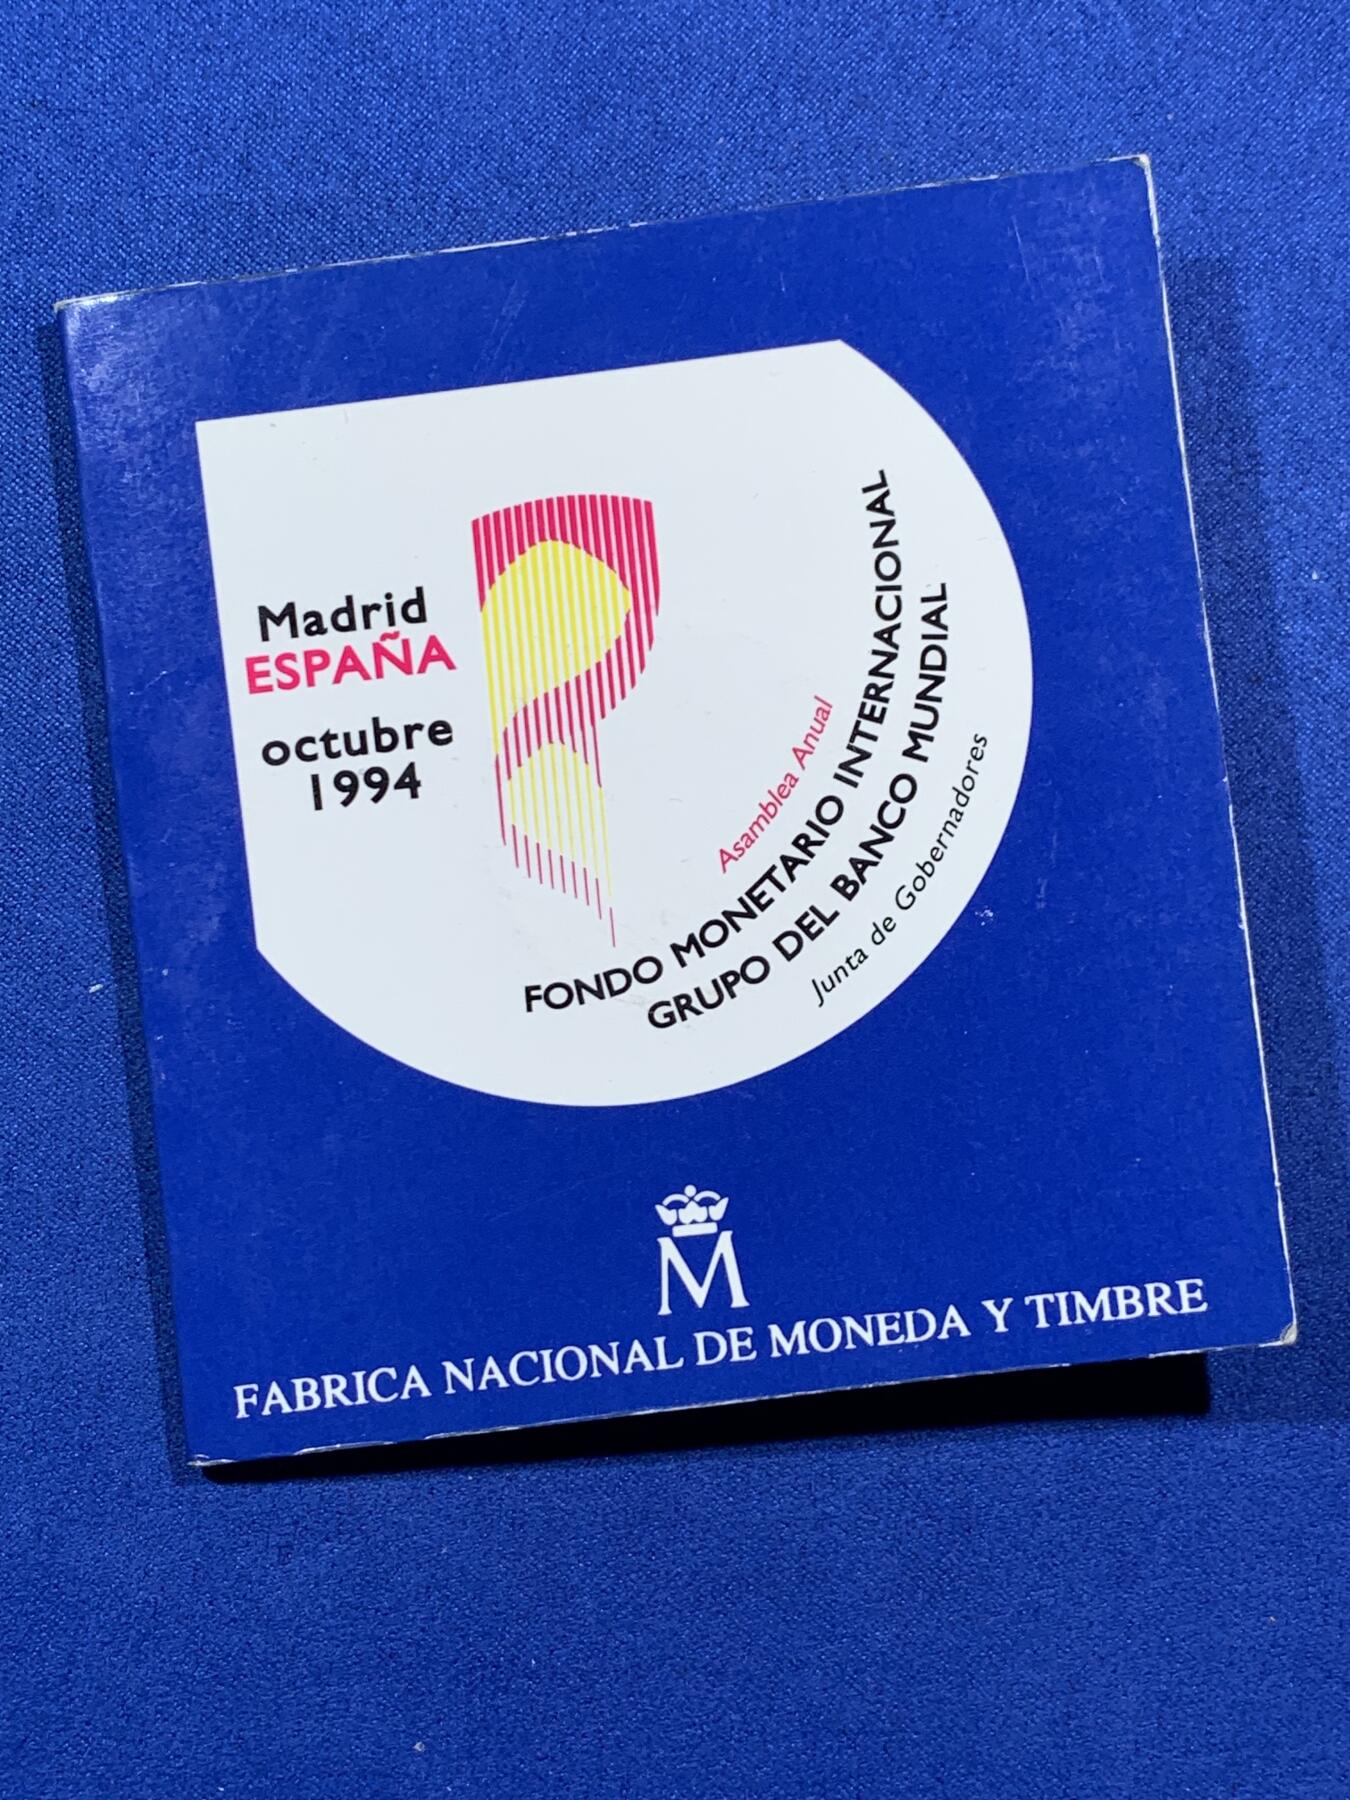 Madrid
ESPAÑA
octubre
1994
Asamblea Anual
FONDO MONETARIO INTERNACIONAL
GRUPO DEL BANCO MUNDIAL
Junta de Gobernadores
M
FABRICA NACIONAL DE MONEDA Y TIMBRE